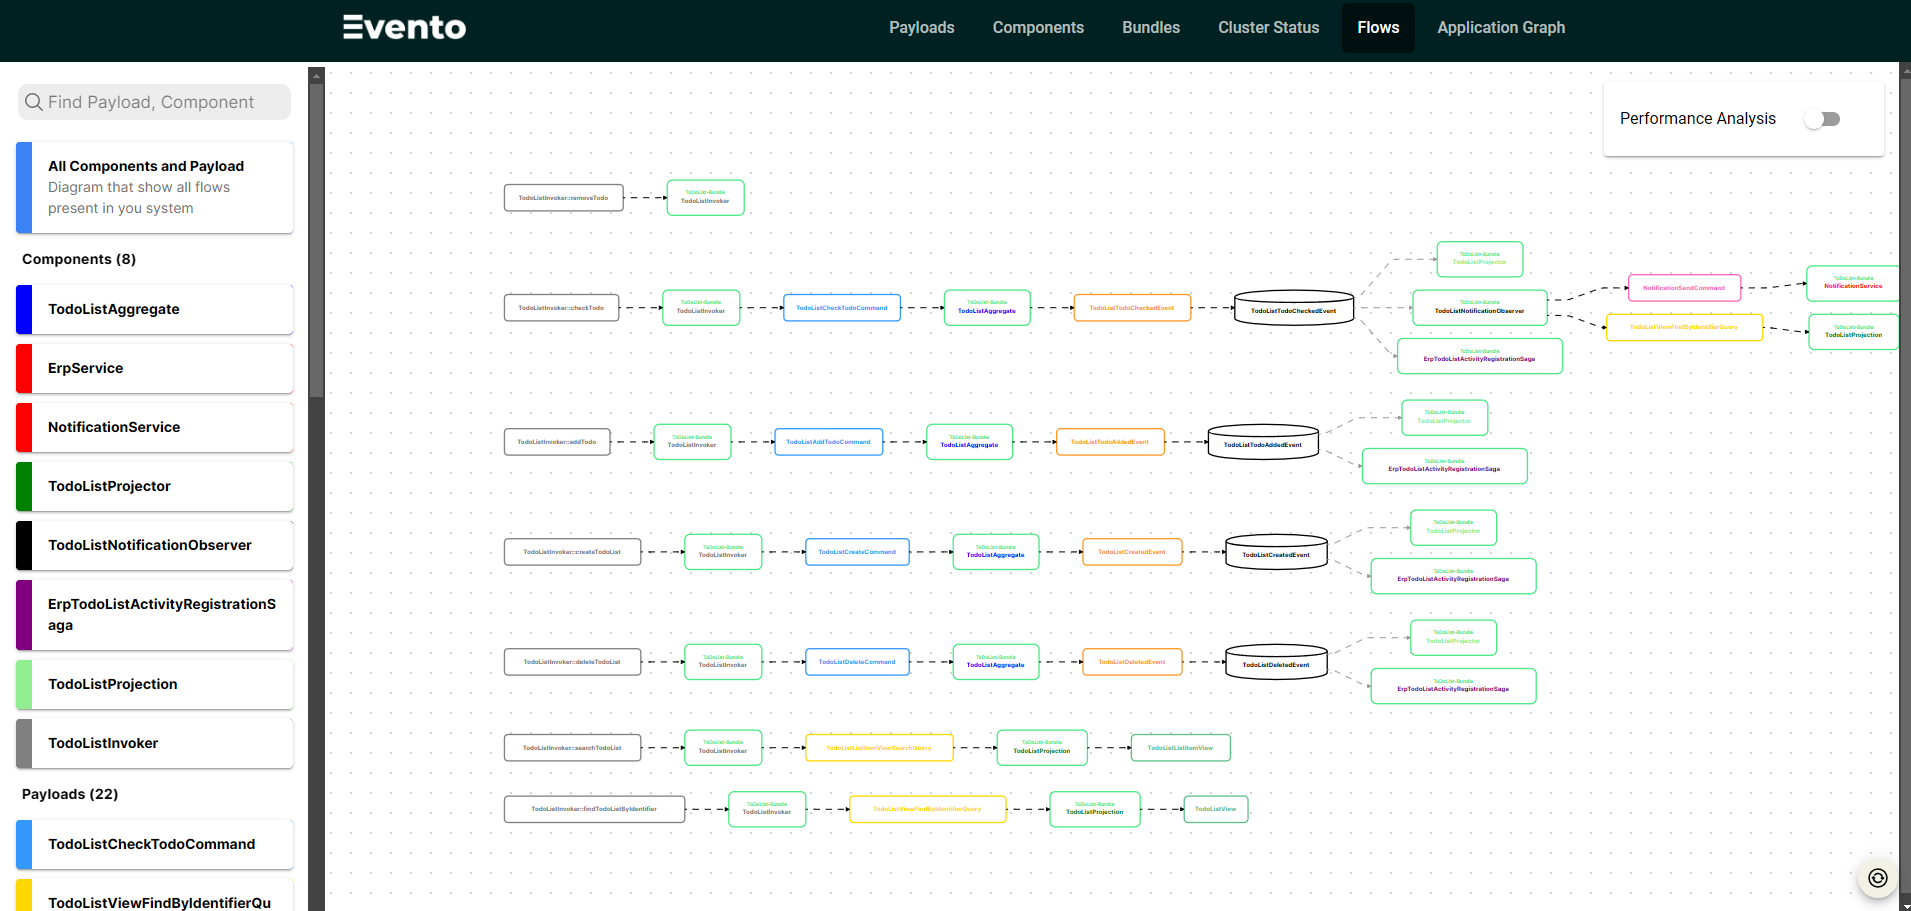 Evento
Payloads
Components
Bundles
Cluster Status
Flows
Application Graph
Find Payload, Component
All Components and Payload
Diagram that show all flows
present in you system
Components (8)
TodoListAggregate
ErpService
NotificationService
TodoListProjector
TodoListNotificationObserver
ErpTodoListActivityRegistrationS
aga
TodoListProjection
TodoListInvoker
Payloads (22)
TodoListCheckTodoCommand
TodoListViewFindByIdentifierQu
Performance Analysis
TodoListInvoker::removeTodo
ToDoList-Bundle
TodoListInvoker
TodoListInvoker::checkTodo
ToDoList-Bundle
TodoListInvoker
TodoListCheckTodoCommand
ToDoList-Bundle
TodoListAggregate
TodoListTodoCheckedEvent
TodoListTodoCheckedEvent
ToDoList-Bundle
TodoListProjector
ToDoList-Bundle
TodoListNotificationObserver
ToDoList-Bundle
ErpTodoListActivityRegistrationSaga
NotificationSendCommand
ToDoList-Bundle
NotificationService
TodoListViewFindByIdentifierQuery
ToDoList-Bundle
TodoListProjection
TodoListInvoker::addTodo
ToDoList-Bundle
TodoListInvoker
TodoListAddTodoCommand
ToDoList-Bundle
TodoListAggregate
TodoListTodoAddedEvent
TodoListTodoAddedEvent
ToDoList-Bundle
TodoListProjector
ToDoList-Bundle
ErpTodoListActivityRegistrationSaga
TodoListInvoker::createTodoList
ToDoList-Bundle
TodoListInvoker
TodoListCreateCommand
ToDoList-Bundle
TodoListAggregate
TodoListCreatedEvent
TodoListCreatedEvent
ToDoList-Bundle
TodoListProjector
ToDoList-Bundle
ErpTodoListActivityRegistrationSaga
TodoListInvoker::deleteTodoList
ToDoList-Bundle
TodoListInvoker
TodoListDeleteCommand
ToDoList-Bundle
TodoListAggregate
TodoListDeletedEvent
TodoListDeletedEvent
ToDoList-Bundle
TodoListProjector
ToDoList-Bundle
ErpTodoListActivityRegistrationSaga
TodoListInvoker::searchTodoList
ToDoList-Bundle
TodoListInvoker
TodoListListItemViewSearchQuery
ToDoList-Bundle
TodoListProjection
TodoListListItemView
TodoListInvoker::findTodoListByIdentifier
ToDoList-Bundle
TodoListInvoker
TodoListViewFindByIdentifierQuery
ToDoList-Bundle
TodoListProjection
TodoListView